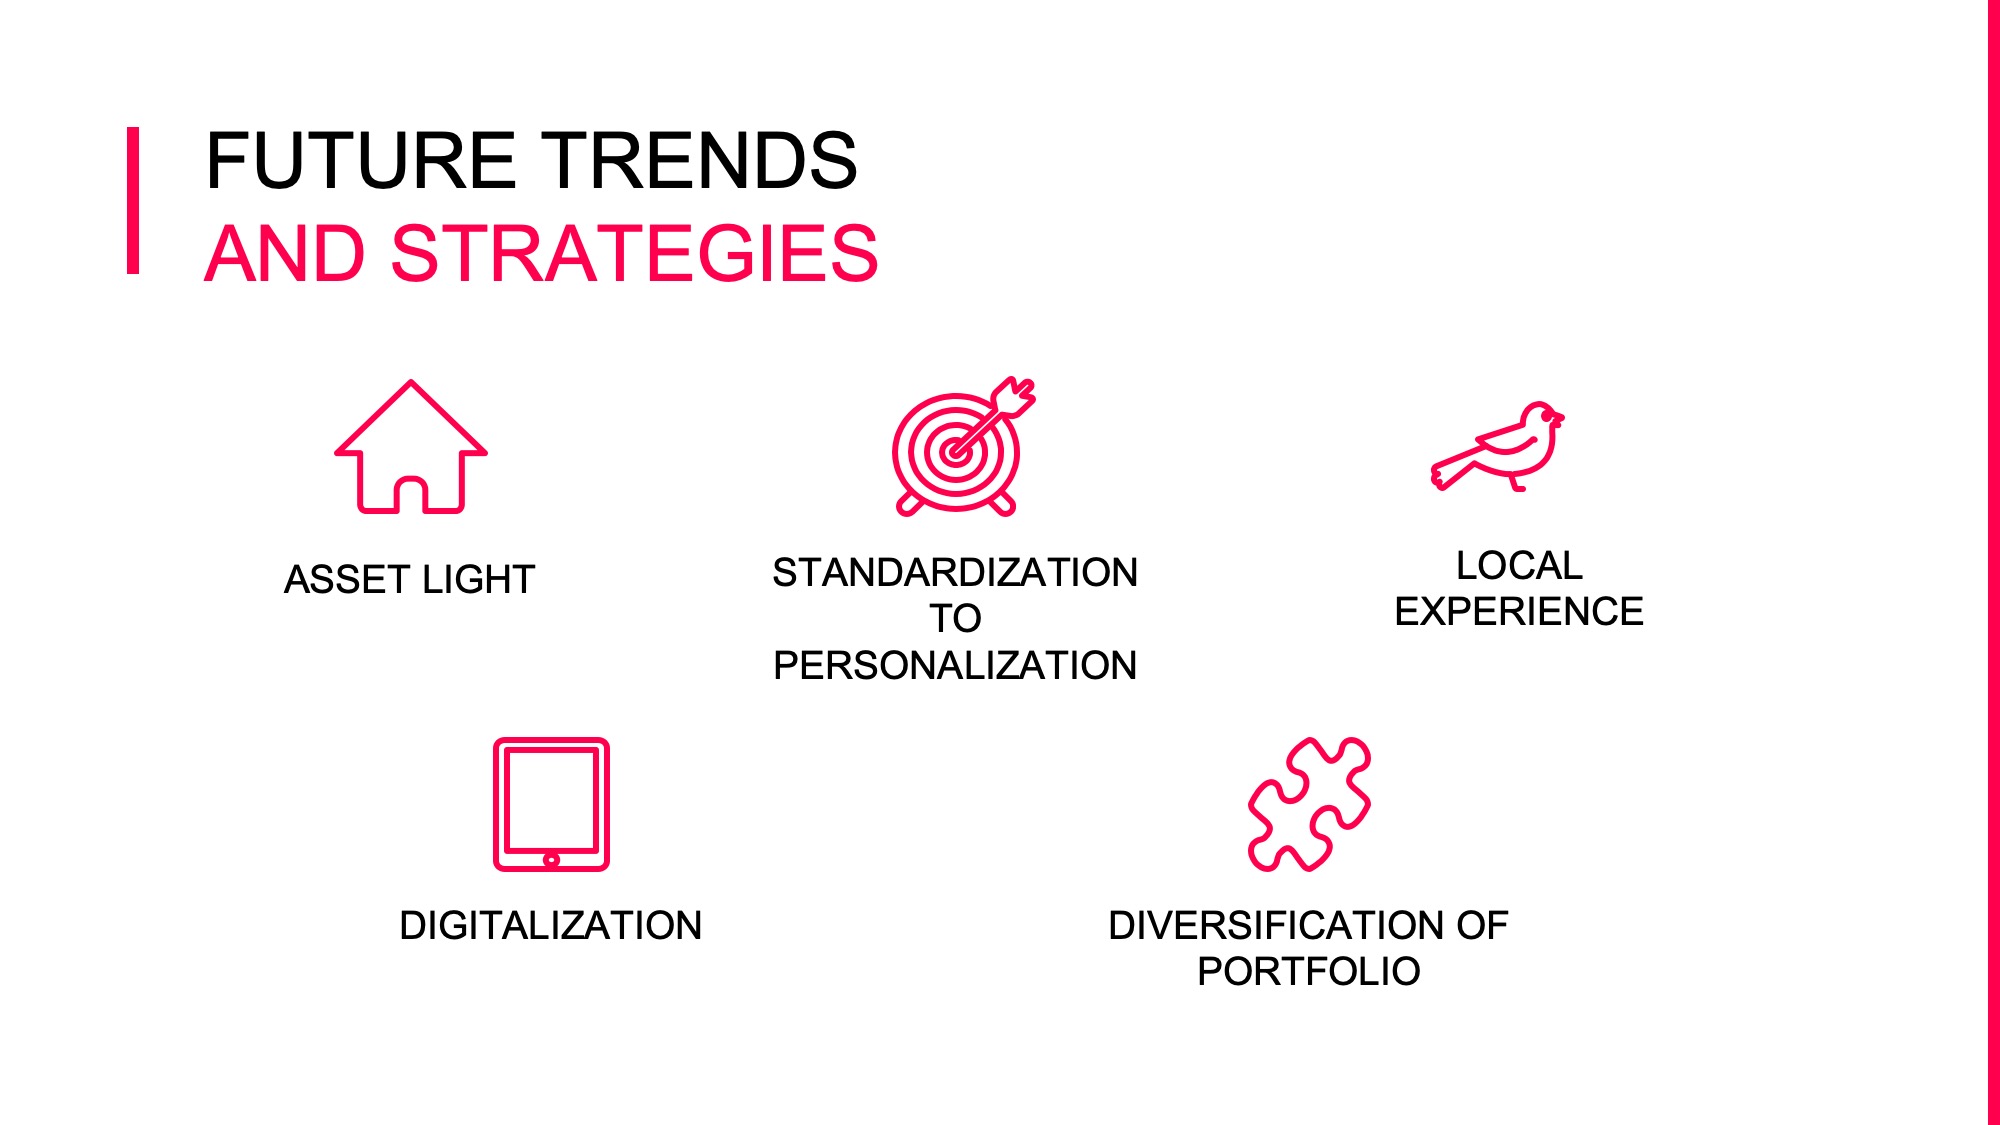 FUTURE TRENDS
AND STRATEGIES
ASSET LIGHT
STANDARDIZATION
TO
PERSONALIZATION
LOCAL
EXPERIENCE
DIGITALIZATION
DIVERSIFICATION OF
PORTFOLIO